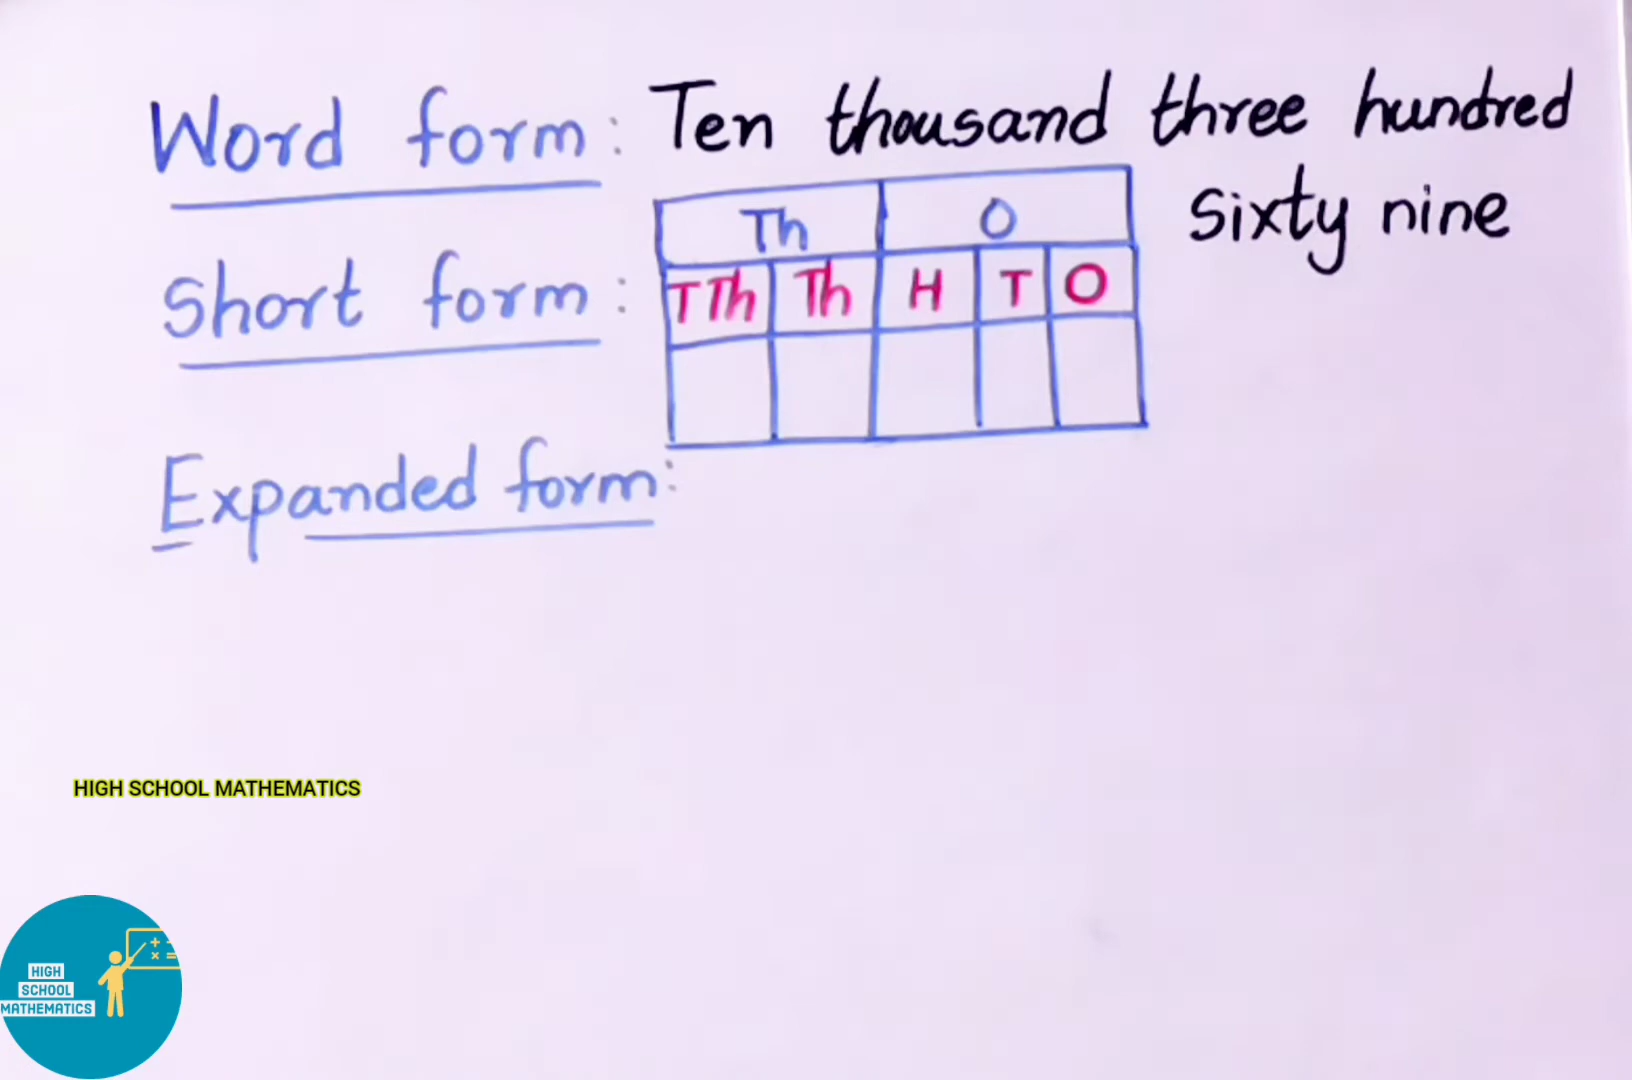 Word form: Ten thousand three hundred
sixty nine
Th O
Short form: TTh Th H T O
Expanded form:
HIGH SCHOOL MATHEMATICS
HIGH
SCHOOL
MATHEMATICS